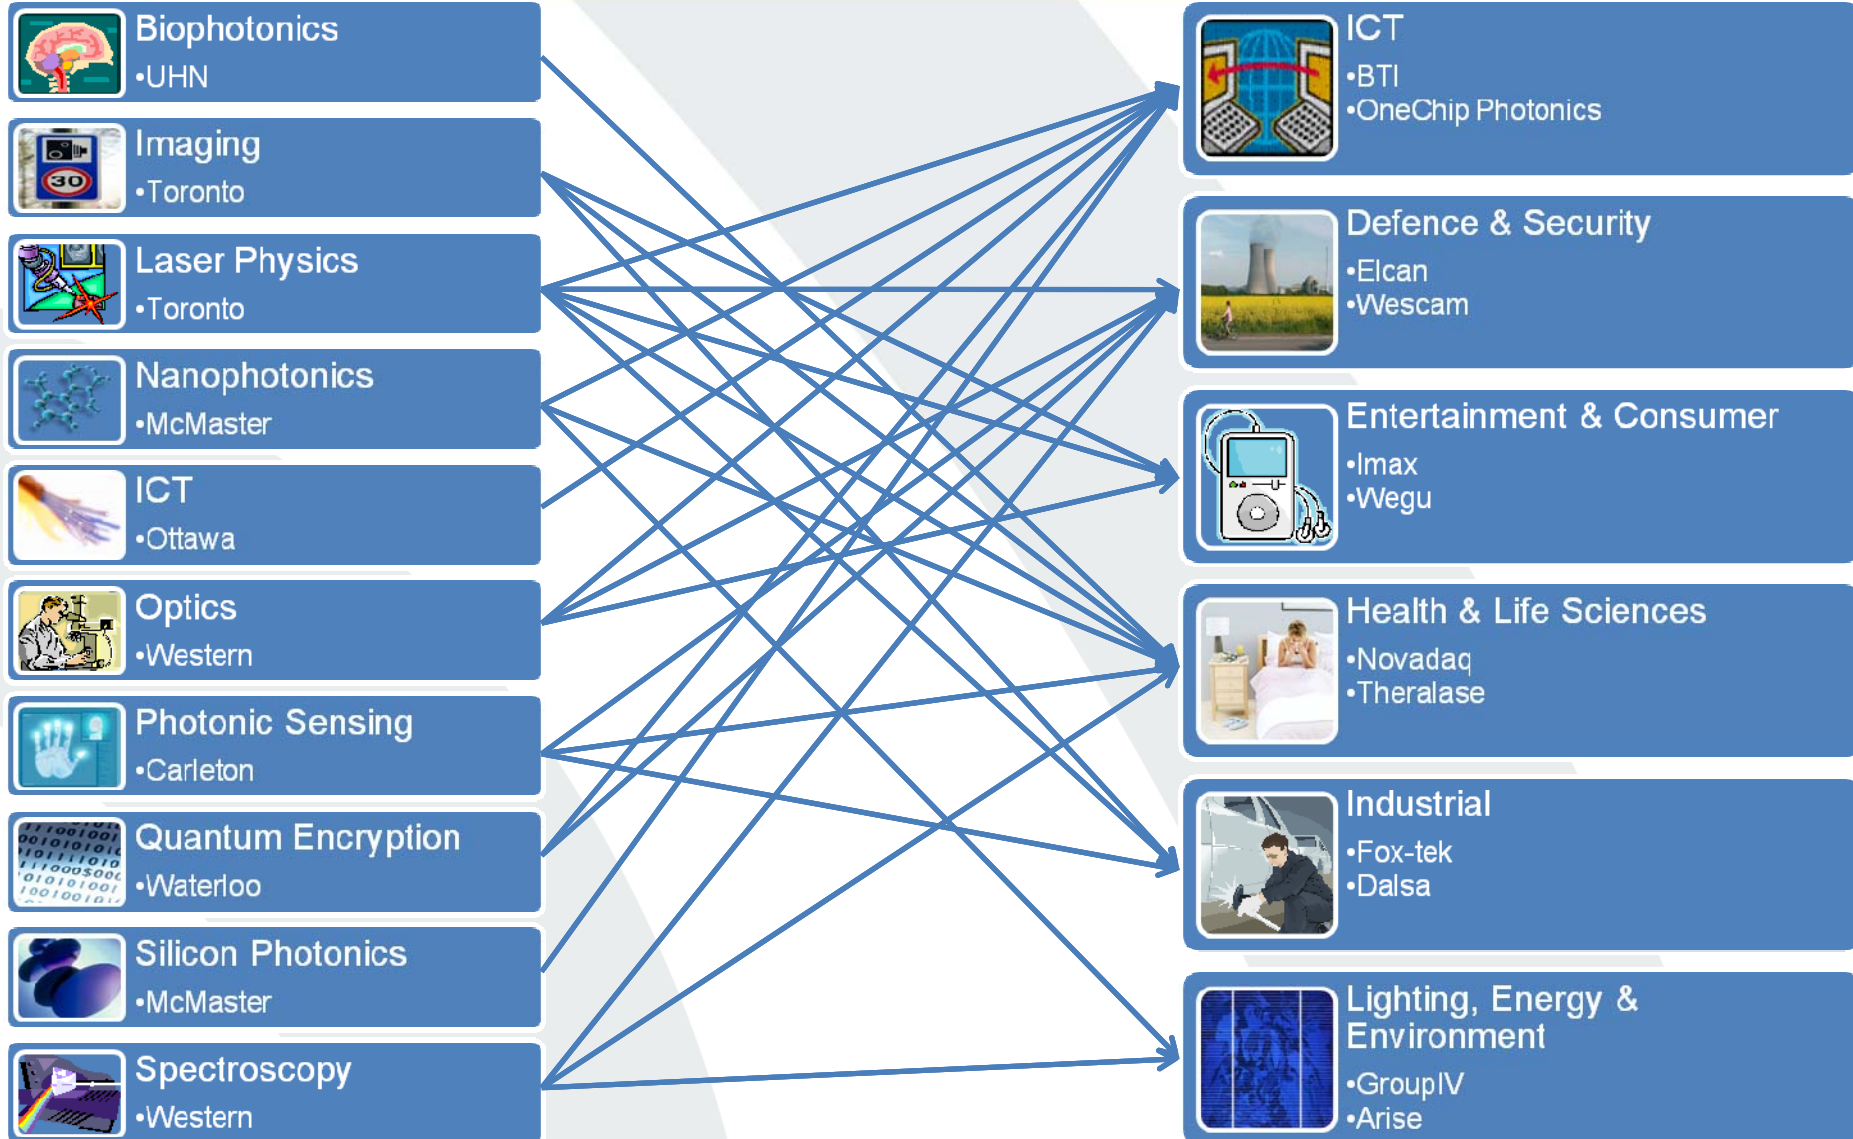 Biophotonics
•UHN
Imaging
30
•Toronto
Laser Physics
•Toronto
Nanophotonics
•McMaster
ICT
•Ottawa
Optics
•Western
Photonic Sensing
•Carleton
Quantum Encryption
•Waterloo
Silicon Photonics
•McMaster
Spectroscopy
•Western
ICT
•BTI
•OneChip Photonics
Defence & Security
•Elcan
•Wescam
Entertainment & Consumer
•Imax
•Wegu
Health & Life Sciences
•Novadaq
•Theralase
Industrial
•Fox-tek
•Dalsa
Lighting, Energy &
Environment
•GroupIV
•Arise